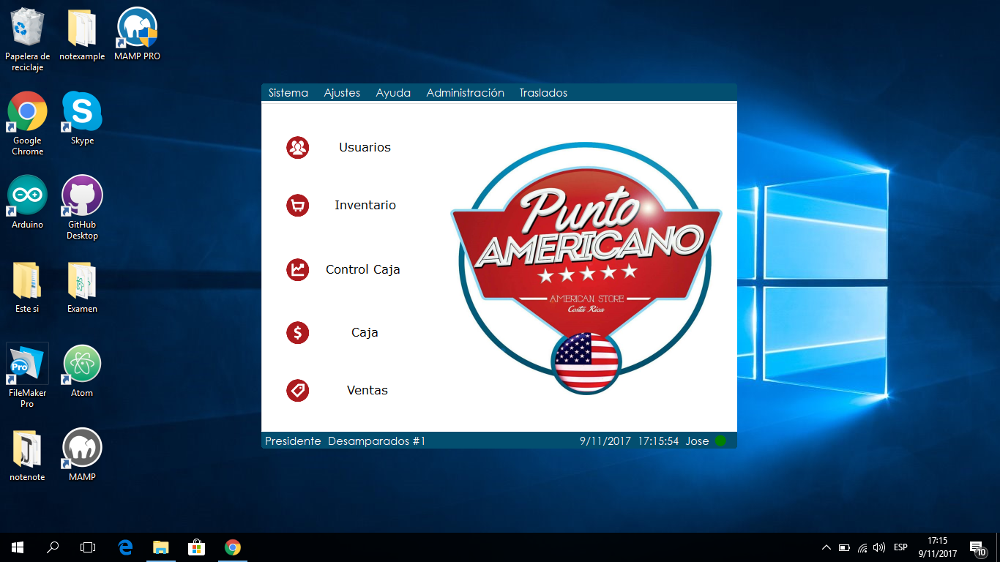 Papelera de
reciclaje
notexample
MAMP PRO
Google
Chrome
Skype
Arduino
GitHub
Desktop
Este si
Examen
Pro
FileMaker
Pro
Atom
notenote
MAMP
Sistema Ajustes Ayuda Administración Traslados
Usuarios
Inventario
Control Caja
$
Caja
Ventas
Punto
AMERICANO
AMERICAN STORE
Costa Rica
Presidente Desamparados #1 9/11/2017 17:15:54 Jose
ESP
17:15
9/11/2017
10